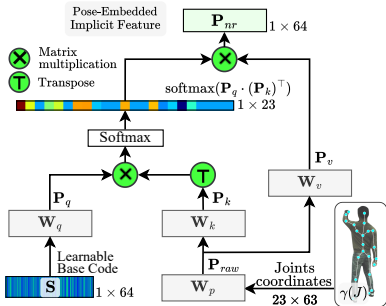 Pose-Embedded
Implicit Feature
P_nr
1 × 64
Matrix
multiplication
T
Transpose
softmax(P_q · (P_k)^⊤)
1 × 23
Softmax
T
P_q
P_k
P_v
W_q
W_k
W_v
Learnable
Base Code
P_raw
Joints
coordinates
S
1 × 64
W_p
23 × 63
γ(J)